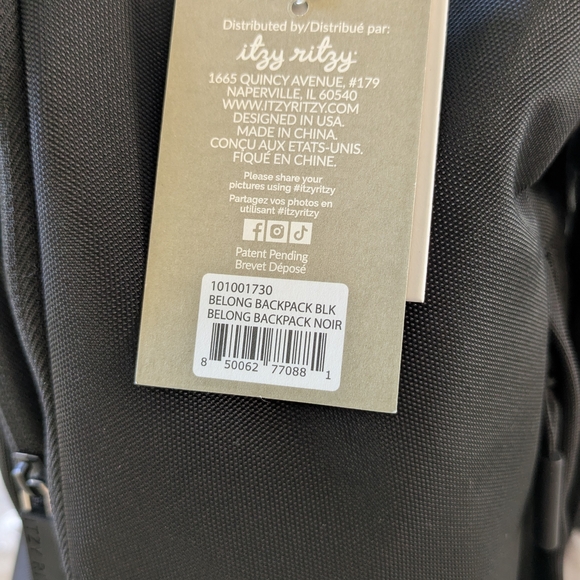 Distributed by/Distribué par:
itzy ritzy
1665 QUINCY AVENUE, #179
NAPERVILLE, IL 60540
WWW.ITZYRITZY.COM
DESIGNED IN USA.
MADE IN CHINA.
CONÇU AUX ETATS-UNIS.
FIQUÉ EN CHINE.
Please share your
pictures using #itzyritzy
Partagez vos photos en
utilisant #itzyritzy
Patent Pending
Brevet Déposé
101001730
BELONG BACKPACK BLK
BELONG BACKPACK NOIR
8 50062 77088 1